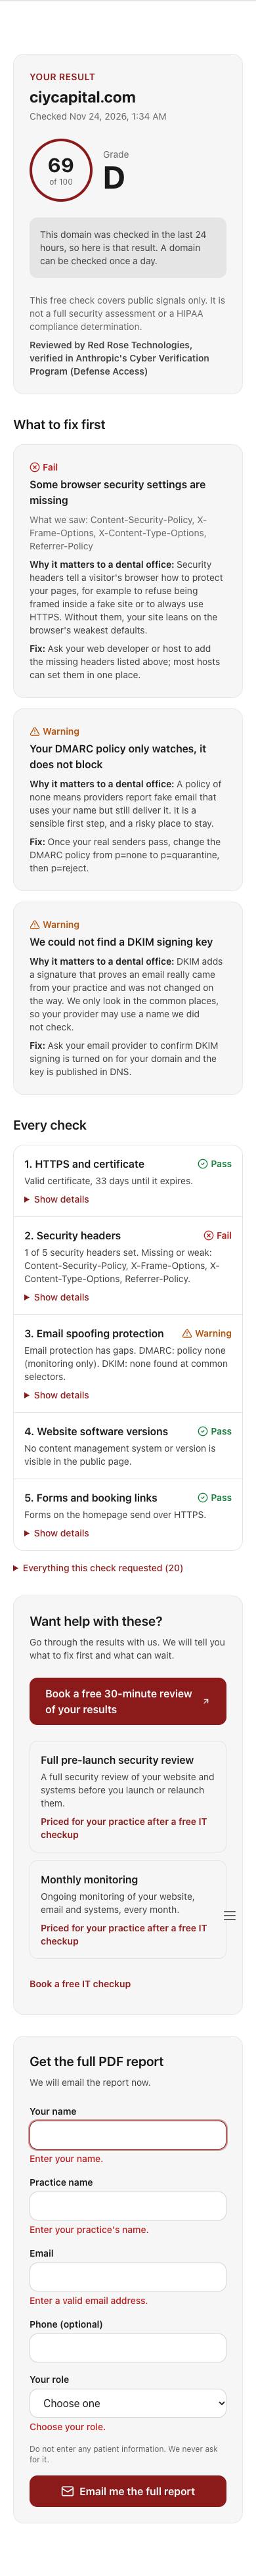 YOUR RESULT
ciycapital.com
Checked Nov 24, 2026, 1:34 AM
69
of 100
Grade
D
This domain was checked in the last 24
hours, so here is that result. A domain
can be checked once a day.
This free check covers public signals only. It is
not a full security assessment or a HIPAA
compliance determination.
Reviewed by Red Rose Technologies,
verified in Anthropic's Cyber Verification
Program (Defense Access)
What to fix first
Fail
Some browser security settings are
missing
What we saw: Content-Security-Policy, X-
Frame-Options, X-Content-Type-Options,
Referrer-Policy
Why it matters to a dental office: Security
headers tell a visitor's browser how to protect
your pages, for example to refuse being
framed inside a fake site or to always use
HTTPS. Without them, your site leans on the
browser's weakest defaults.
Fix: Ask your web developer or host to add
the missing headers listed above; most hosts
can set them in one place.
Warning
Your DMARC policy only watches, it
does not block
Why it matters to a dental office: A policy of
none means providers report fake email that
uses your name but still deliver it. It is a
sensible first step, and a risky place to stay.
Fix: Once your real senders pass, change the
DMARC policy from p=none to p=quarantine,
then p=reject.
Warning
We could not find a DKIM signing key
Why it matters to a dental office: DKIM adds
a signature that proves an email really came
from your practice and was not changed on
the way. We only look in the common places,
so your provider may use a name we did
not check.
Fix: Ask your email provider to confirm DKIM
signing is turned on for your domain and the
key is published in DNS.
Every check
1. HTTPS and certificate
Pass
Valid certificate, 33 days until it expires.
Show details
2. Security headers
Fail
1 of 5 security headers set. Missing or weak:
Content-Security-Policy, X-Frame-Options, X-
Content-Type-Options, Referrer-Policy.
Show details
3. Email spoofing protection
Warning
Email protection has gaps. DMARC: policy none
(monitoring only). DKIM: none found at common
selectors.
Show details
4. Website software versions
Pass
No content management system or version is
visible in the public page.
5. Forms and booking links
Pass
Forms on the homepage send over HTTPS.
Show details
Everything this check requested (20)
Want help with these?
Go through the results with us. We will tell you
what to fix first and what can wait.
Book a free 30-minute review
of your results
Full pre-launch security review
A full security review of your website and
systems before you launch or relaunch
them.
Priced for your practice after a free IT
checkup
Monthly monitoring
Ongoing monitoring of your website,
email and systems, every month.
Priced for your practice after a free IT
checkup
Book a free IT checkup
Get the full PDF report
We will email the report now.
Your name
Enter your name.
Practice name
Enter your practice's name.
Email
Enter a valid email address.
Phone (optional)
Your role
Choose one
Choose your role.
Do not enter any patient information. We never ask
for it.
Email me the full report